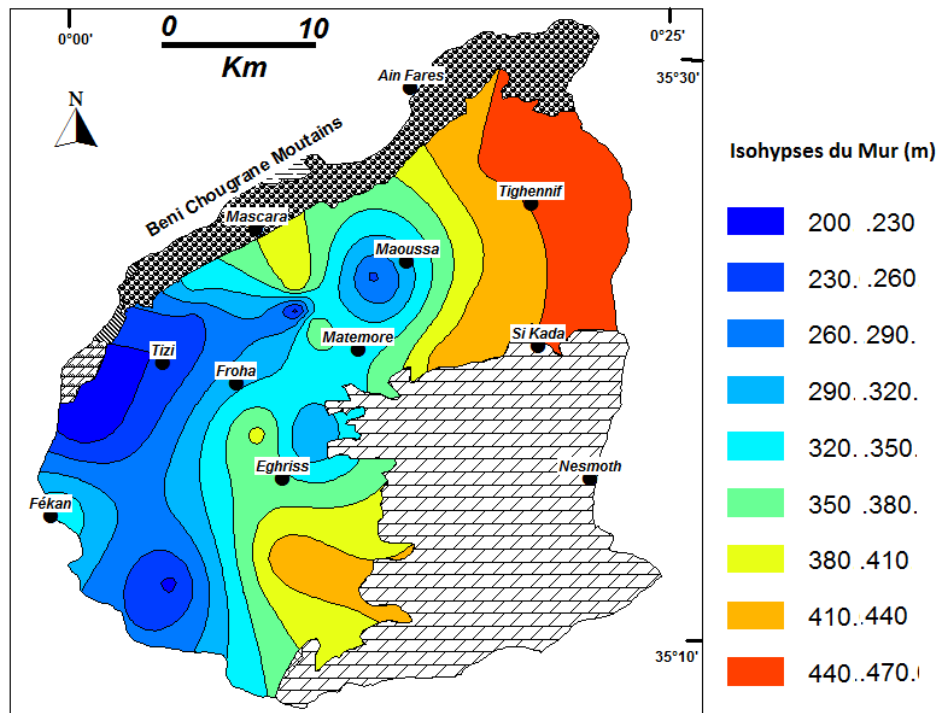 0°00'
0 10
Km
0°25'
35°30'
Ain Fares
N
Beni Chougrane Moutains
Mascara
Tighennif
Maoussa
Matemore
Si Kada
Tizi
Froha
Eghriss
Nesmoth
Fékan
35°10'
Isohypses du Mur (m)
200 .230
230. .260
260. .290.
290. .320.
320. .350.
350 .380.
380 .410
410. .440
440 ..470.